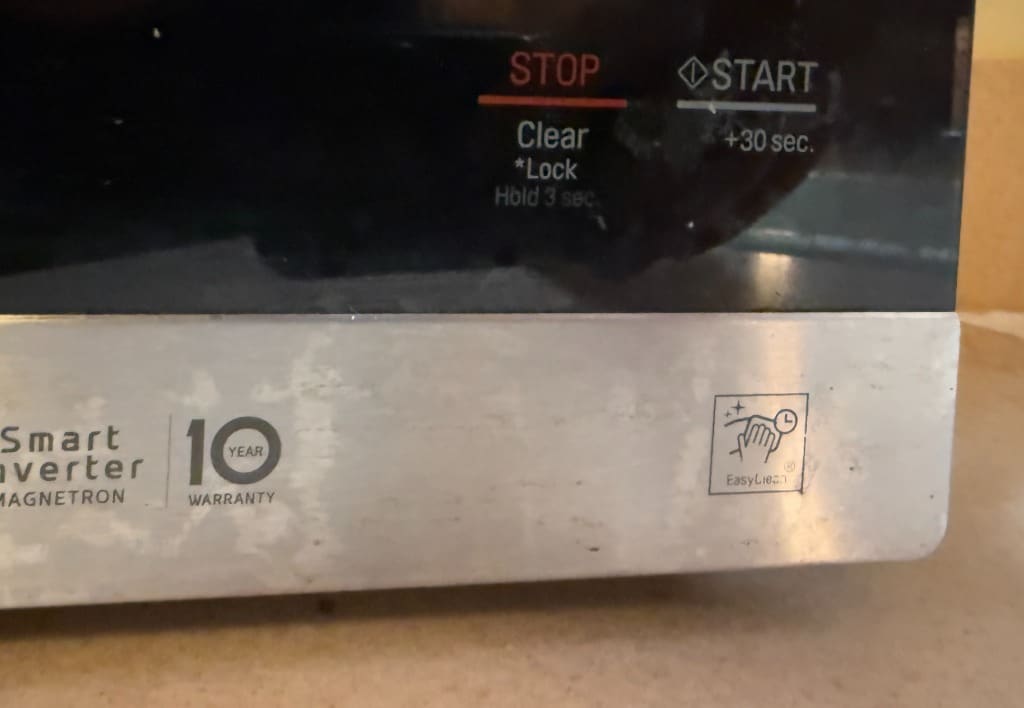 STOP
START
Clear
+30 sec.
*Lock
Hold 3 sec.
Smart
nverter
MAGNETRON
10 YEAR
WARRANTY
EasyClean®